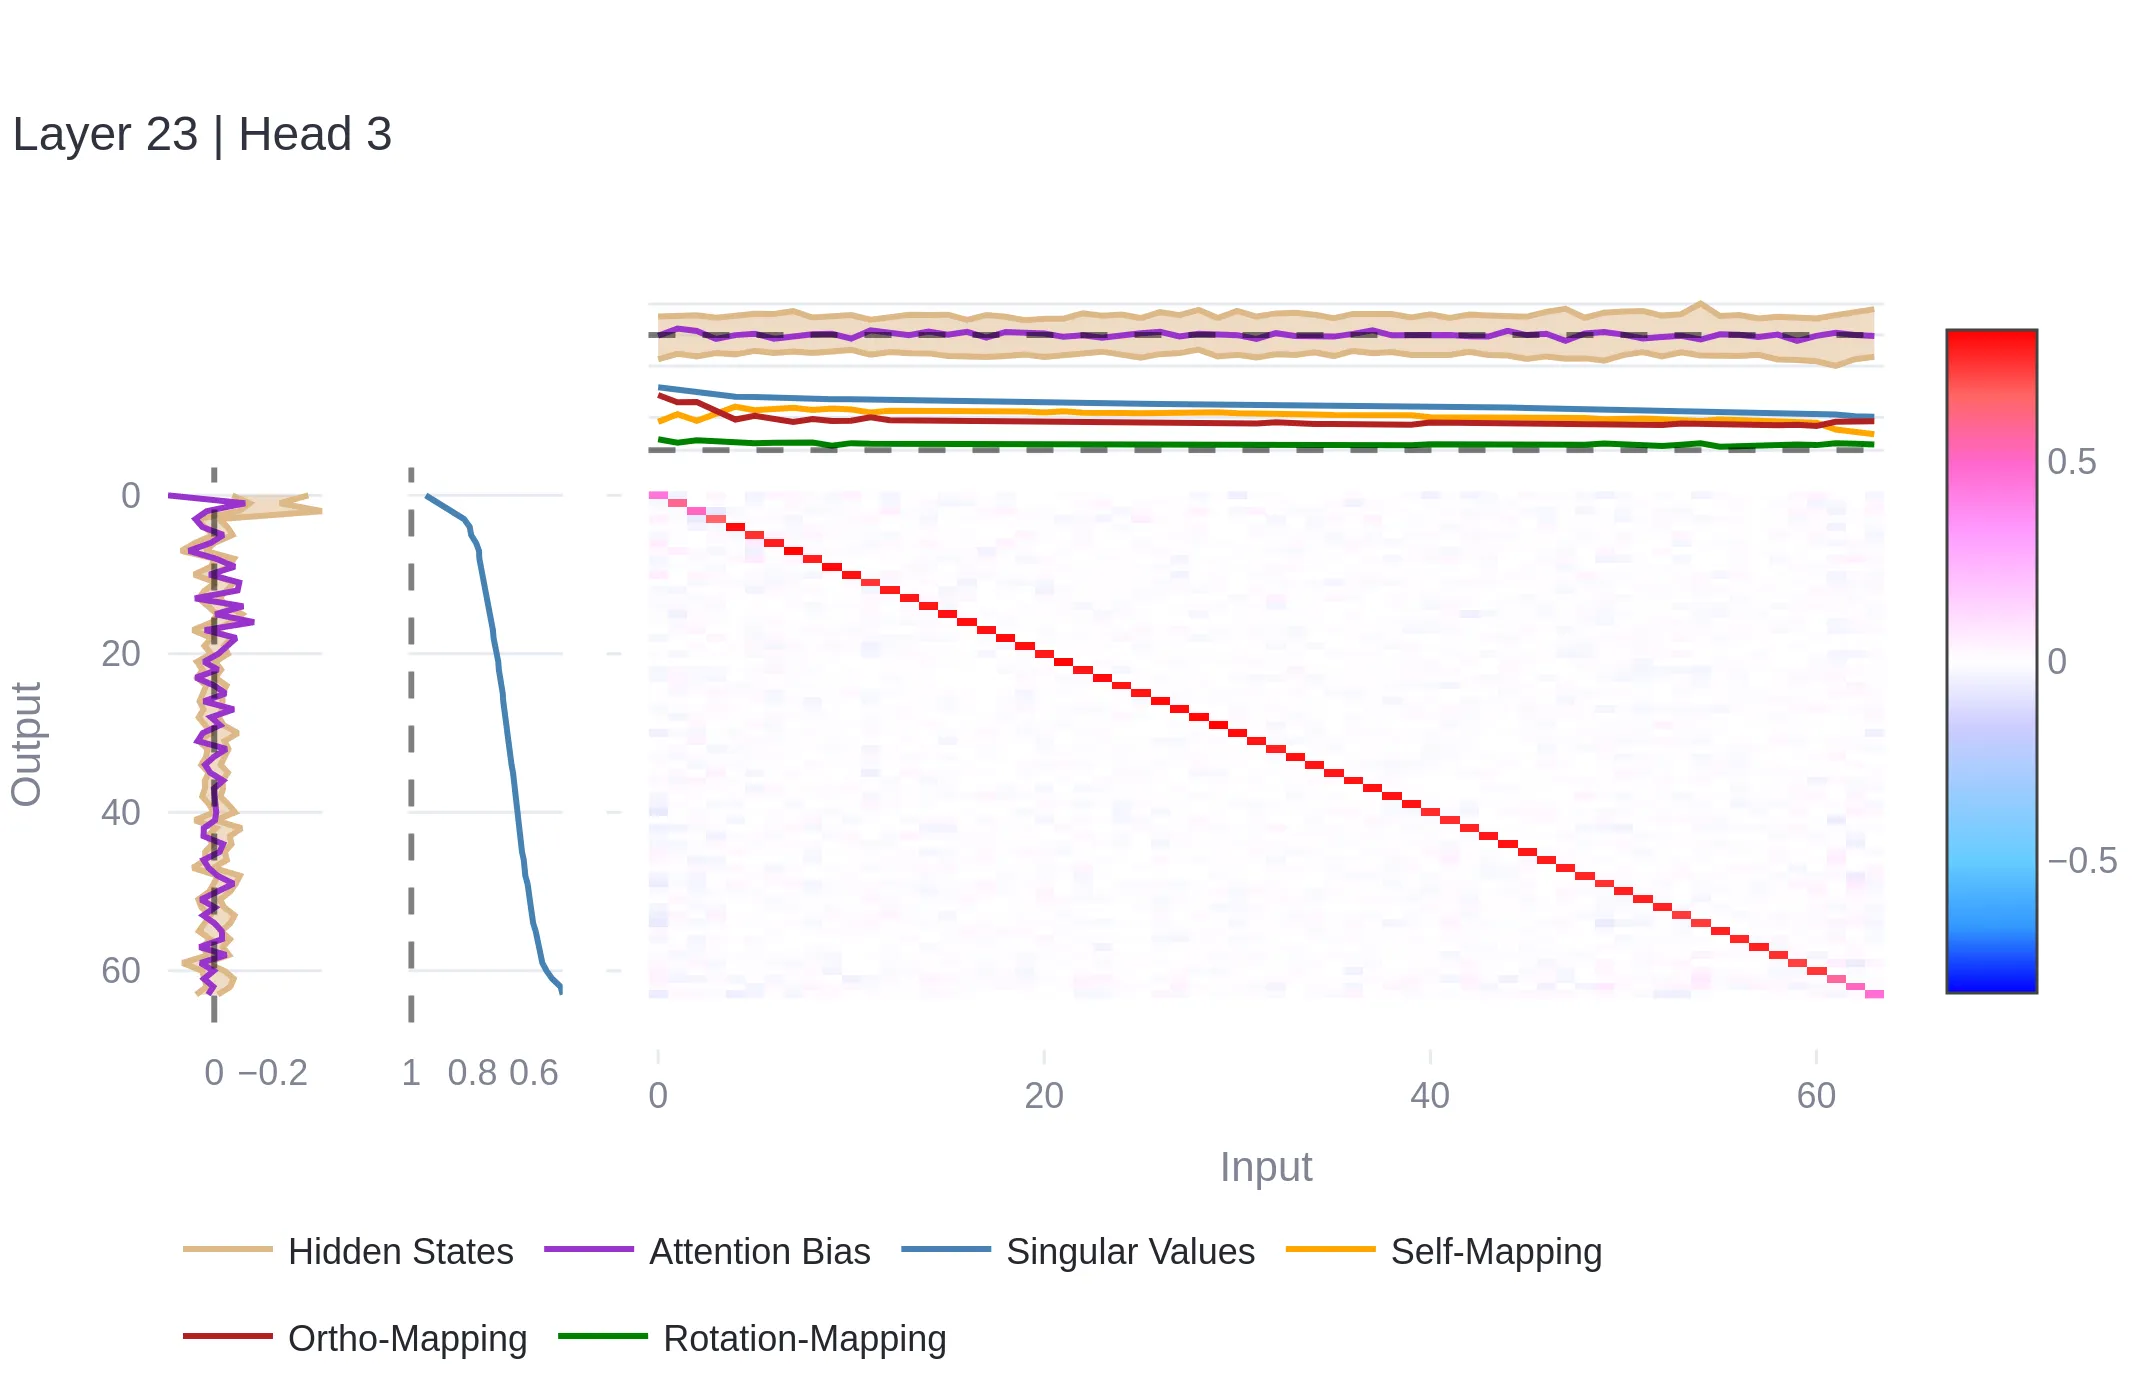 Layer 23 | Head 3
0
20
40
60
Output
0 −0.2
1 0.8 0.6
0 20 40 60
Input
0.5
0
−0.5
Hidden States Attention Bias Singular Values Self-Mapping
Ortho-Mapping Rotation-Mapping